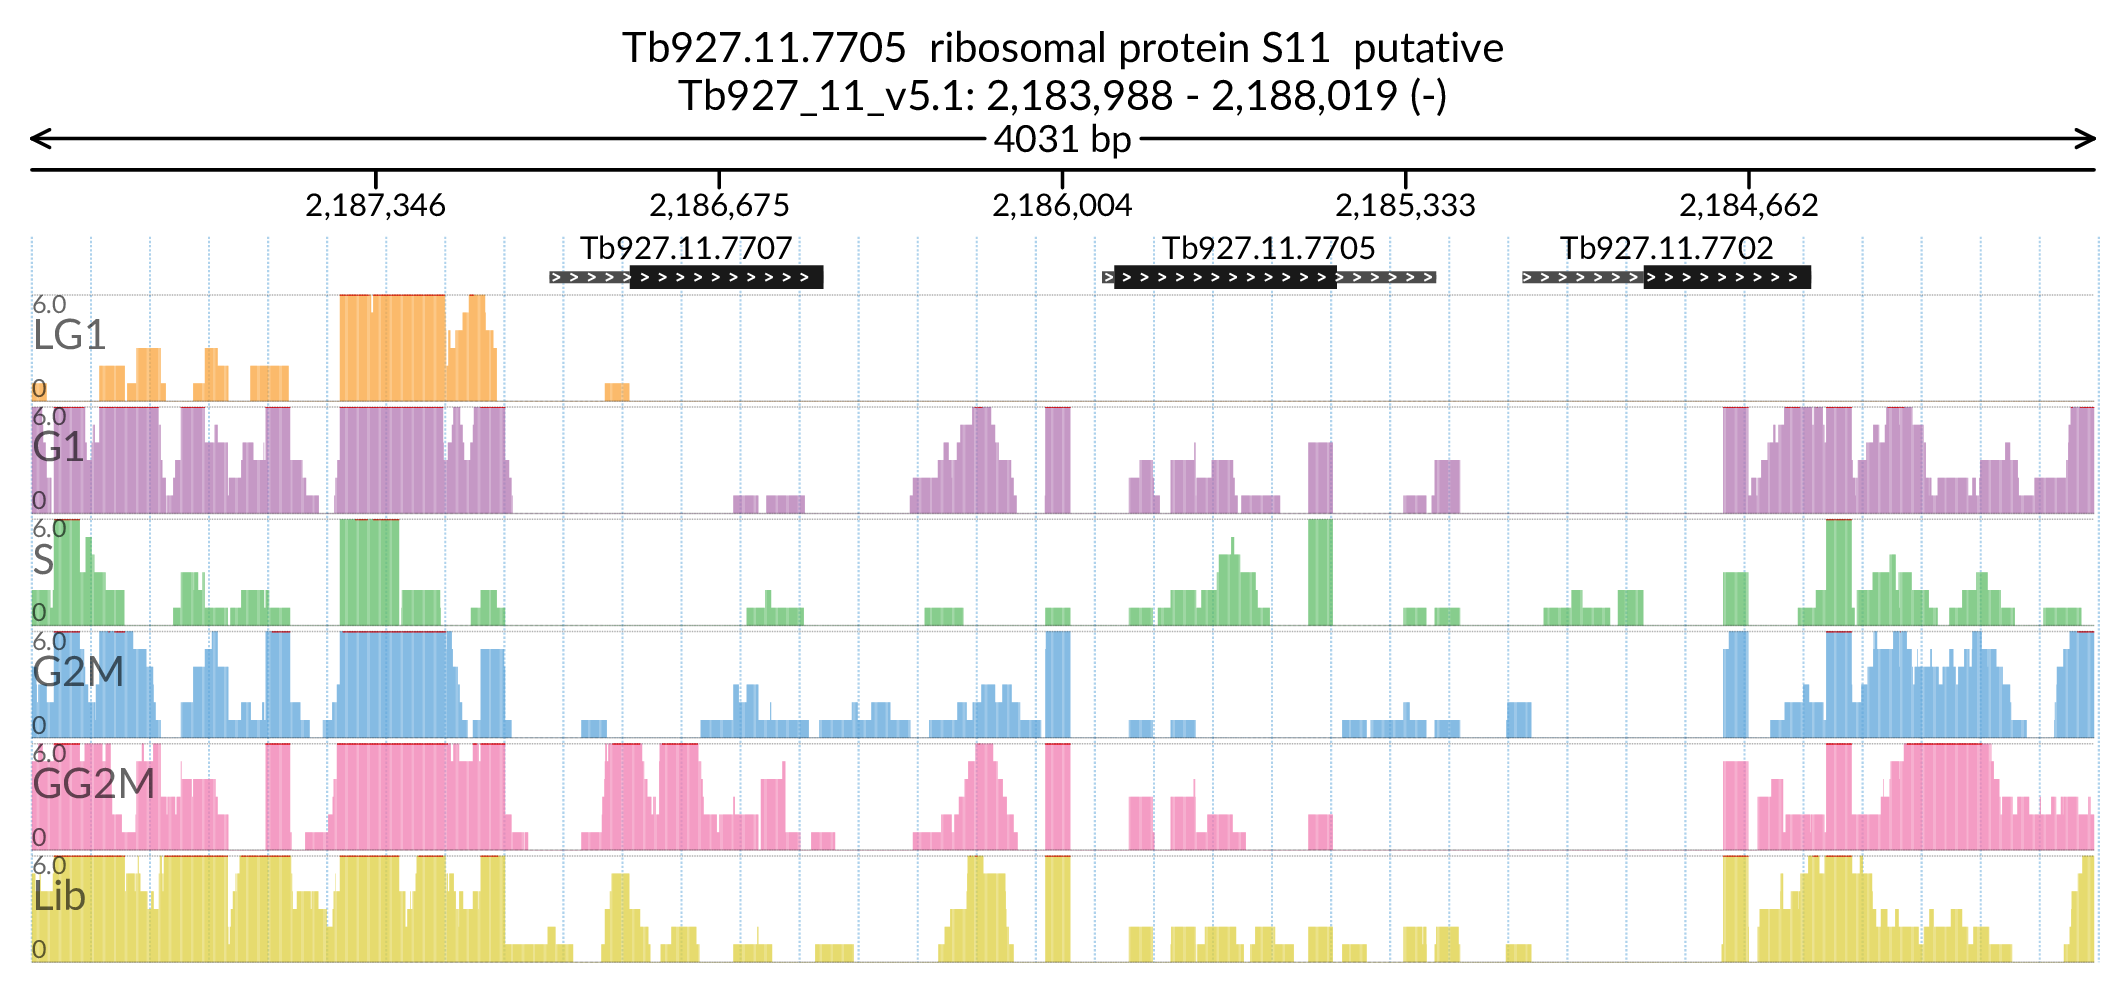 Tb927.11.7705 ribosomal protein S11 putative
Tb927_11_v5.1: 2,183,988 - 2,188,019 (-)
4031 bp
2,187,346 2,186,675 2,186,004 2,185,333 2,184,662
Tb927.11.7707 Tb927.11.7705 Tb927.11.7702
6.0
LG1
0
6.0
G1
0
6.0
S
0
6.0
G2M
0
6.0
GG2M
0
6.0
Lib
0